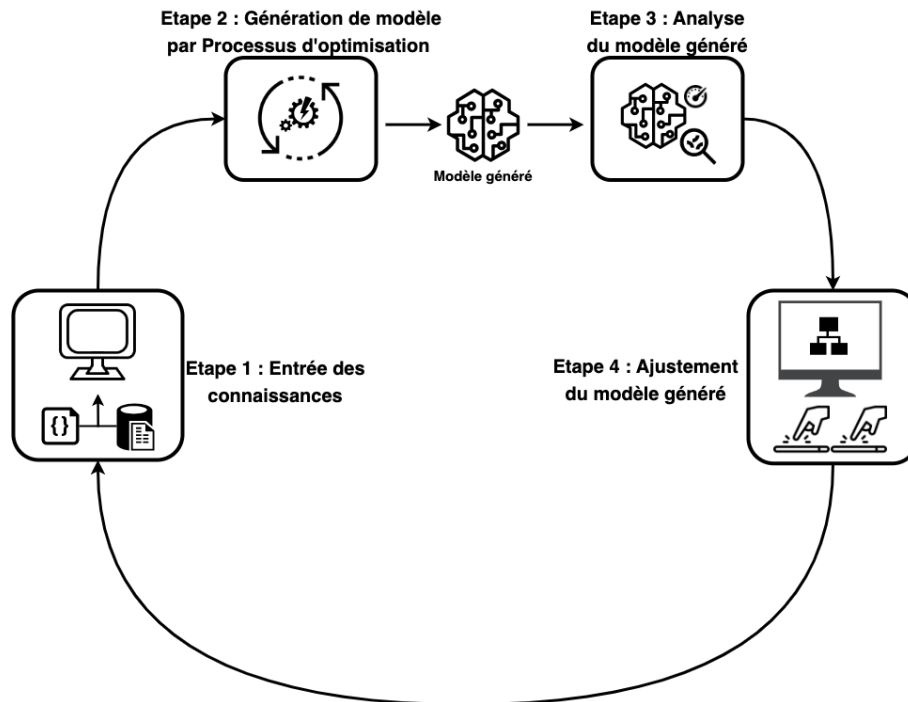 Etape 2 : Génération de modèle
par Processus d'optimisation
Etape 3 : Analyse
du modèle généré
Modèle généré
Etape 1 : Entrée des
connaissances
{}
Etape 4 : Ajustement
du modèle généré